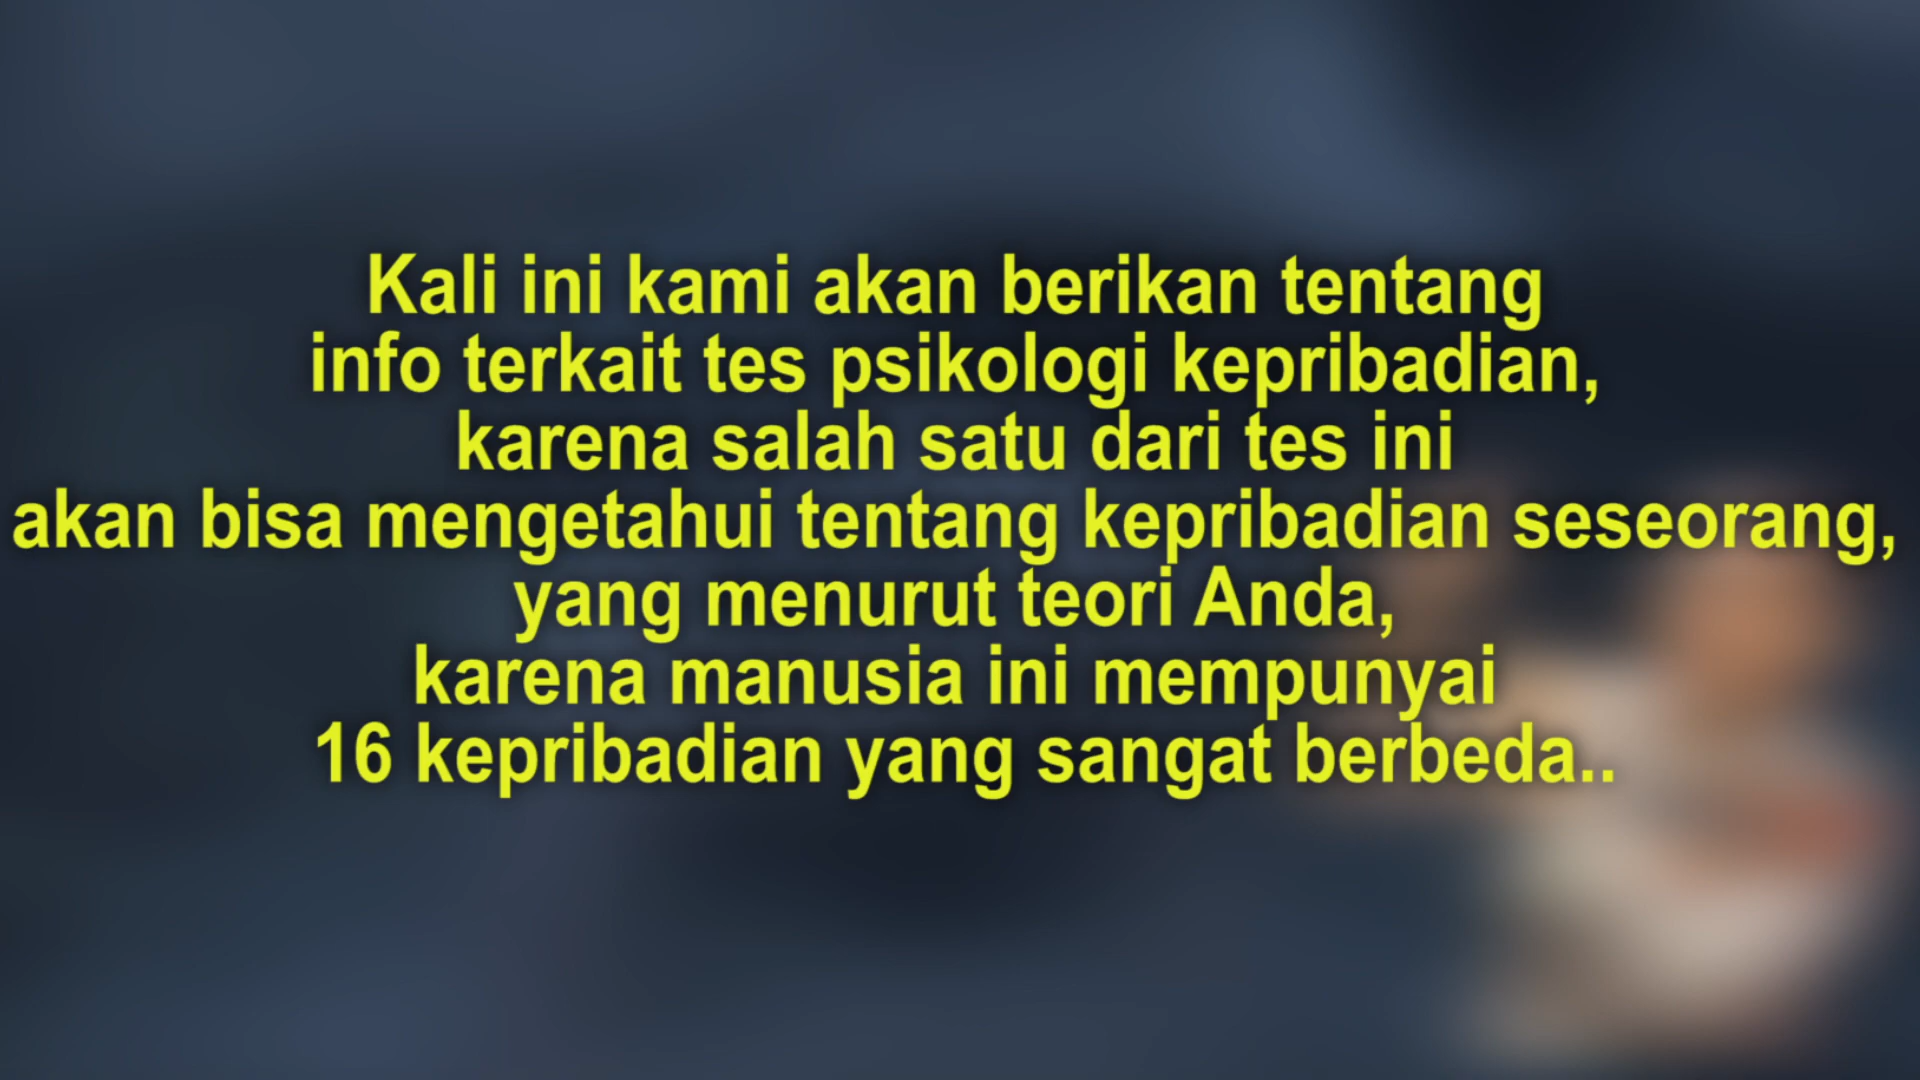 Kali ini kami akan berikan tentang
info terkait tes psikologi kepribadian,
karena salah satu dari tes ini
akan bisa mengetahui tentang kepribadian seseorang,
yang menurut teori Anda,
karena manusia ini mempunyai
16 kepribadian yang sangat berbeda..